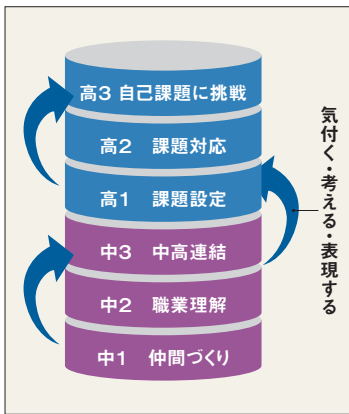 高3 自己課題に挑戦
高2 課題対応
高1 課題設定
中3 中高連結
中2 職業理解
中1 仲間づくり
気付く・考える・表現する